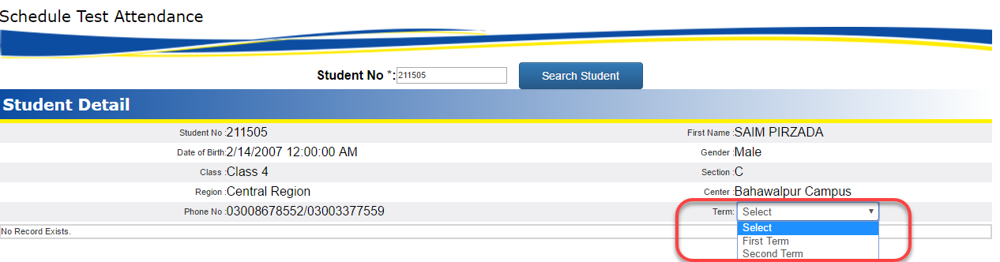 Schedule Test Attendance
Student No *: 211505 Search Student
Student Detail
Student No :211505 First Name :SAIM PIRZADA
Date of Birth:2/14/2007 12:00:00 AM Gender :Male
Class :Class 4 Section :C
Region :Central Region Center :Bahawalpur Campus
Phone No :03008678552/03003377559 Term: Select
No Record Exists. Select
First Term
Second Term